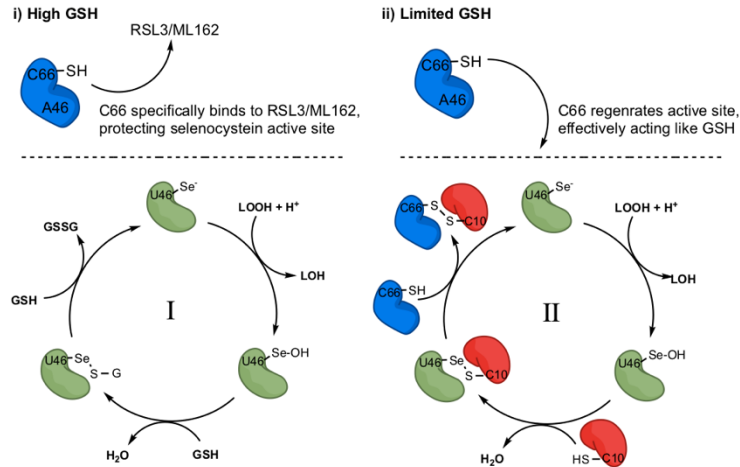 i) High GSH
RSL3/ML162
C66
SH
A46
C66 specifically binds to RSL3/ML162,
protecting selenocystein active site
U46
Se-
GSSG
LOOH + H+
LOH
GSH
I
U46
Se
S
G
U46
Se-OH
H2O
GSH
ii) Limited GSH
C66
SH
A46
C66 regenrates active site,
effectively acting like GSH
C66
S
S
C10
U46
Se-
LOOH + H+
C66
SH
LOH
II
U46
Se
S
C10
U46
Se-OH
H2O
HS
C10